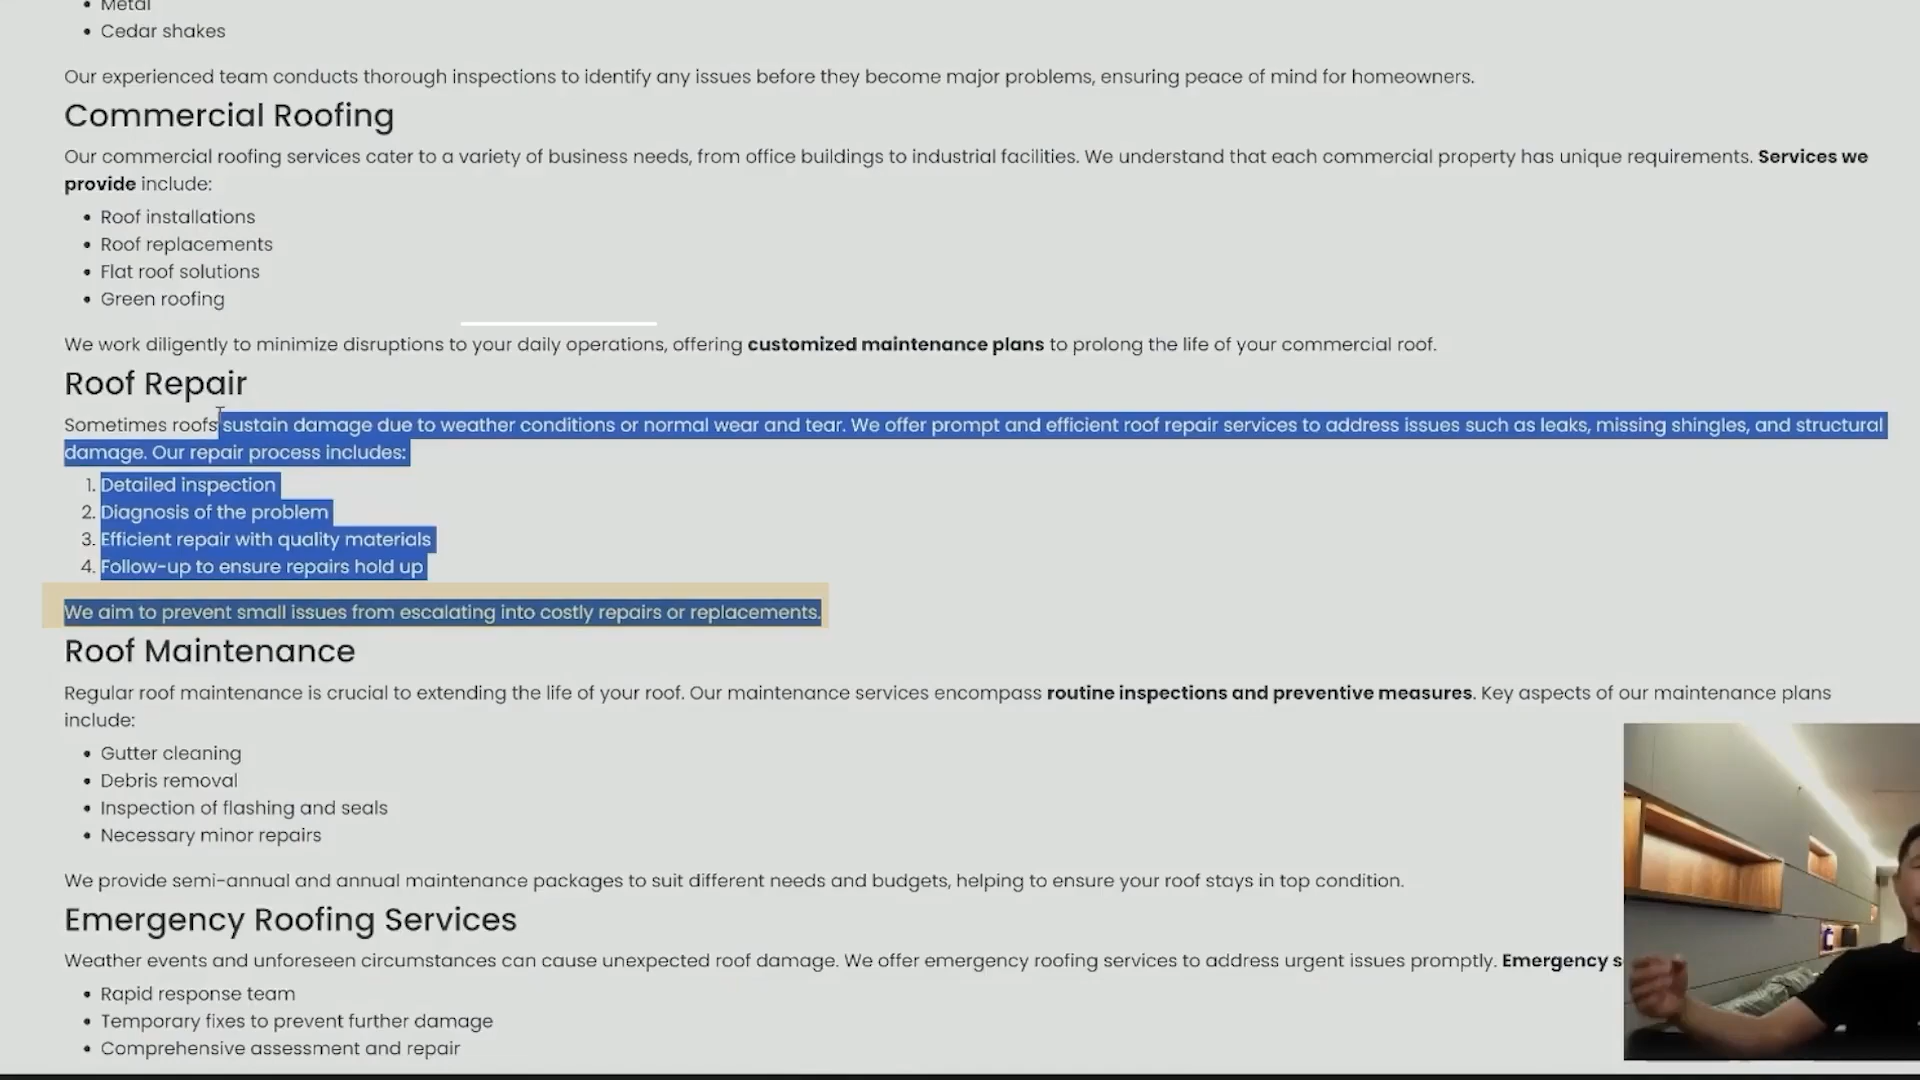 • Metal
• Cedar shakes
Our experienced team conducts thorough inspections to identify any issues before they become major problems, ensuring peace of mind for homeowners.
Commercial Roofing
Our commercial roofing services cater to a variety of business needs, from office buildings to industrial facilities. We understand that each commercial property has unique requirements. Services we
provide include:
• Roof installations
• Roof replacements
• Flat roof solutions
• Green roofing
We work diligently to minimize disruptions to your daily operations, offering customized maintenance plans to prolong the life of your commercial roof.
Roof Repair
Sometimes roofs sustain damage due to weather conditions or normal wear and tear. We offer prompt and efficient roof repair services to address issues such as leaks, missing shingles, and structural
damage. Our repair process includes:
1. Detailed inspection
2. Diagnosis of the problem
3. Efficient repair with quality materials
4. Follow-up to ensure repairs hold up
We aim to prevent small issues from escalating into costly repairs or replacements.
Roof Maintenance
Regular roof maintenance is crucial to extending the life of your roof. Our maintenance services encompass routine inspections and preventive measures. Key aspects of our maintenance plans
include:
• Gutter cleaning
• Debris removal
• Inspection of flashing and seals
• Necessary minor repairs
We provide semi-annual and annual maintenance packages to suit different needs and budgets, helping to ensure your roof stays in top condition.
Emergency Roofing Services
Weather events and unforeseen circumstances can cause unexpected roof damage. We offer emergency roofing services to address urgent issues promptly. Emergency
• Rapid response team
• Temporary fixes to prevent further damage
• Comprehensive assessment and repair